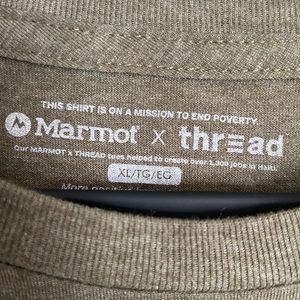 THIS SHIRT IS ON A MISSION TO END POVERTY.
Marmot x thread
Our MARMOT x THREAD tees helped to create over 1,300 jobs in Haiti.
XL/TG/EG
More